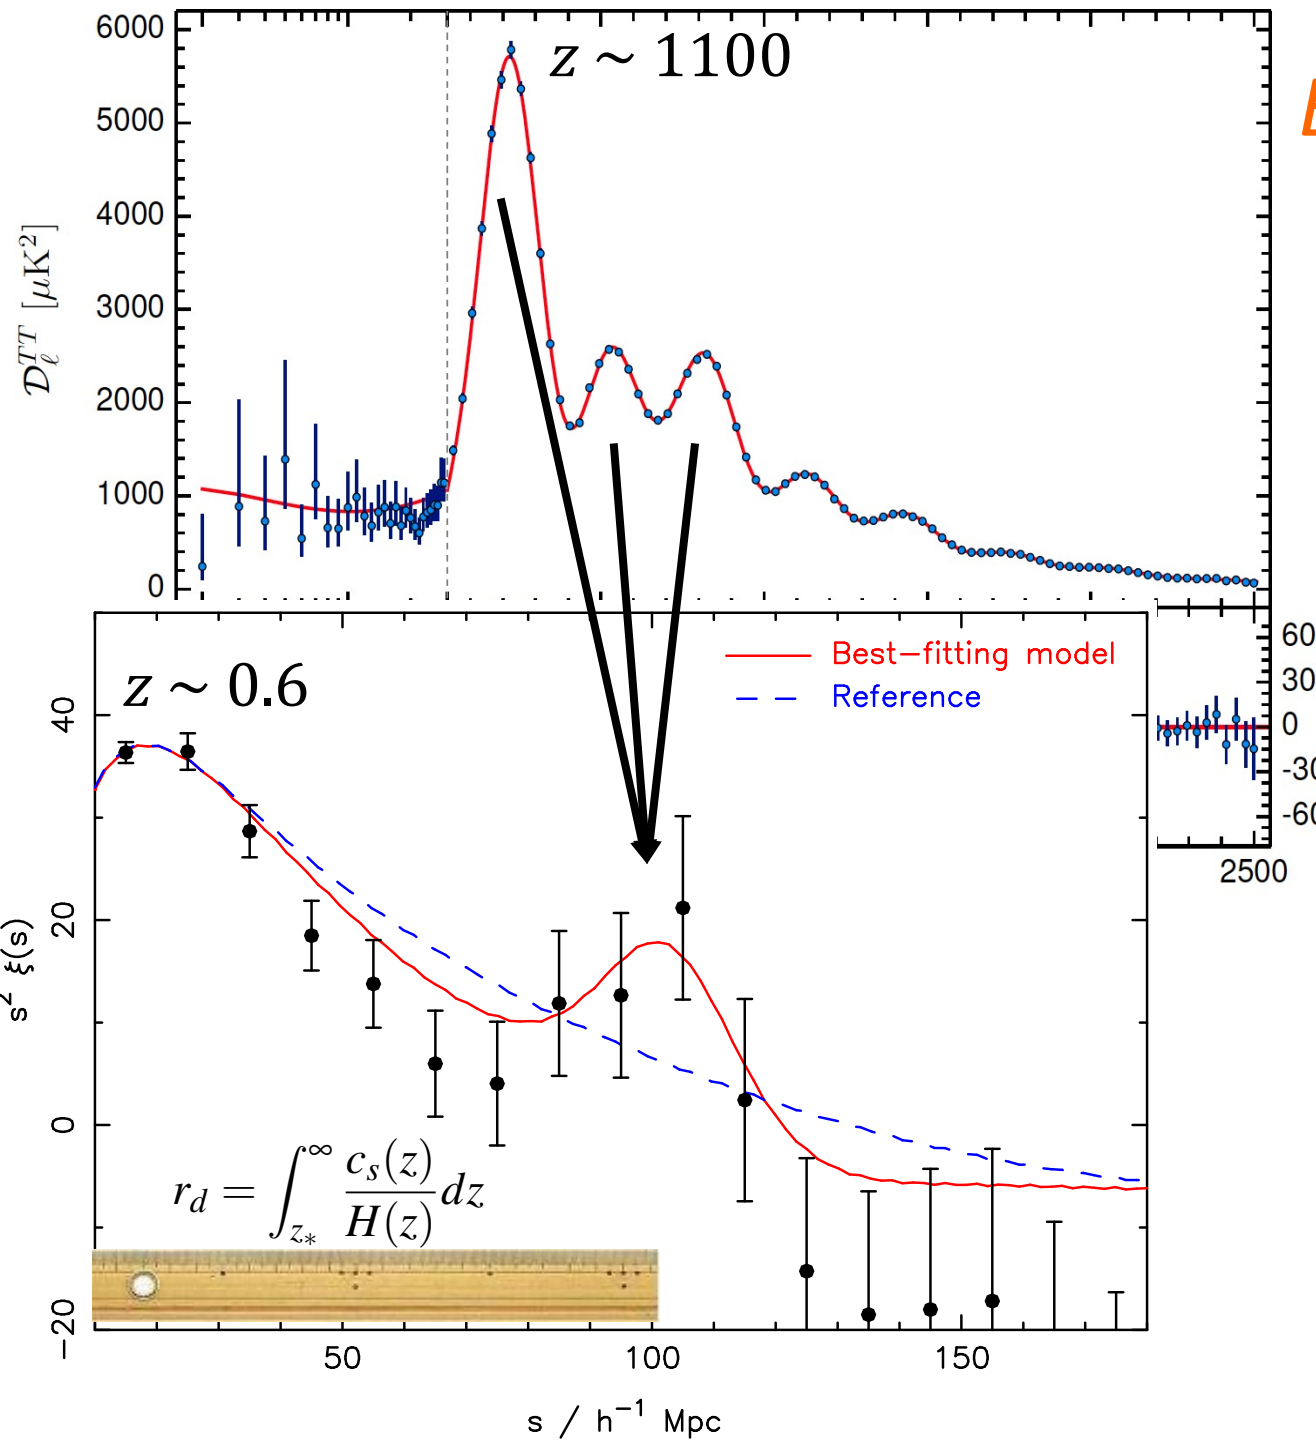 6000
z ~ 1100
5000
4000
3000
2000
1000
0
𝒟_ℓ^{TT} [μK²]
z ~ 0.6
Best−fitting model
Reference
60
30
0
-30
-60
2500
40
20
0
−20
s² ξ(s)
r_d = ∫_{z_*}^{∞} c_s(z)/H(z) dz
50 100 150
s / h⁻¹ Mpc